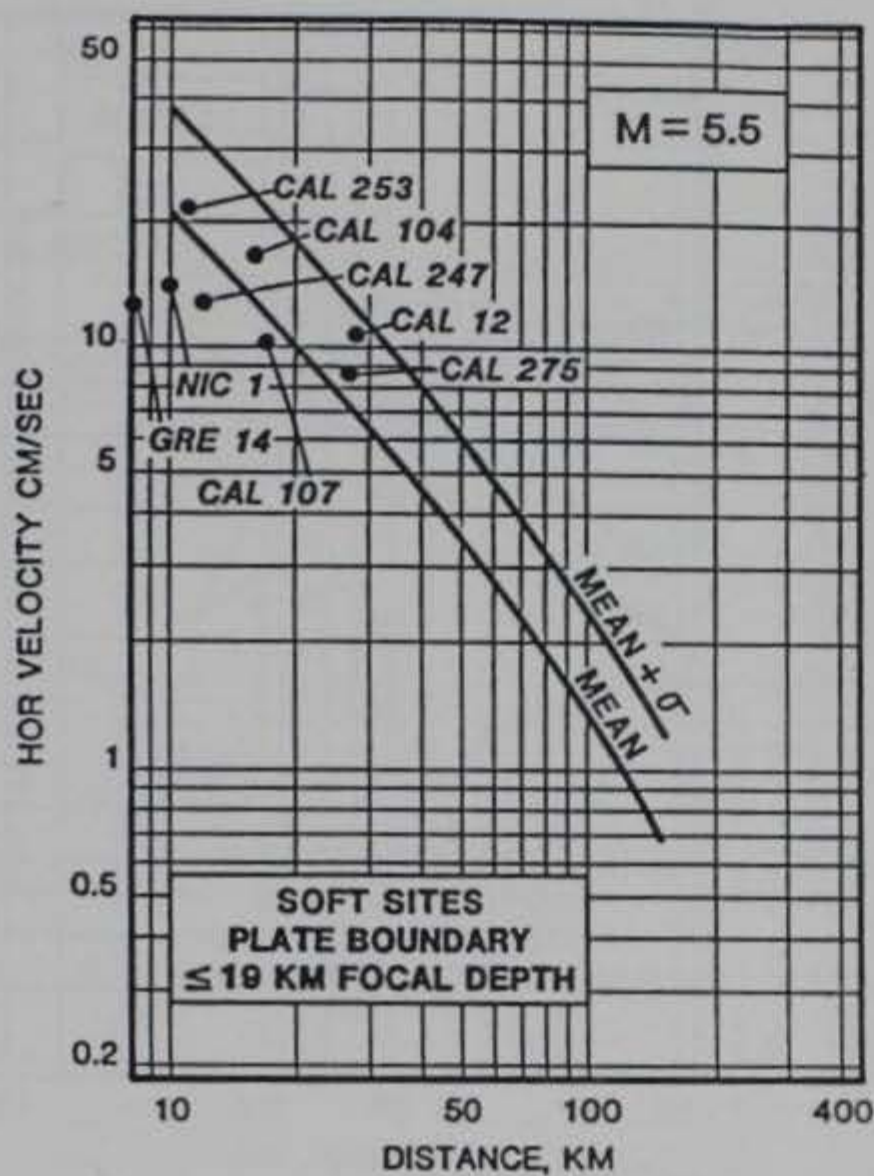 50
M = 5.5
CAL 253
CAL 104
CAL 247
10
CAL 12
NIC 1
CAL 275
GRE 14
5
CAL 107
HOR VELOCITY CM/SEC
MEAN + σ
MEAN
1
0.5
SOFT SITES
PLATE BOUNDARY
≤ 19 KM FOCAL DEPTH
0.2
10
50
100
400
DISTANCE, KM